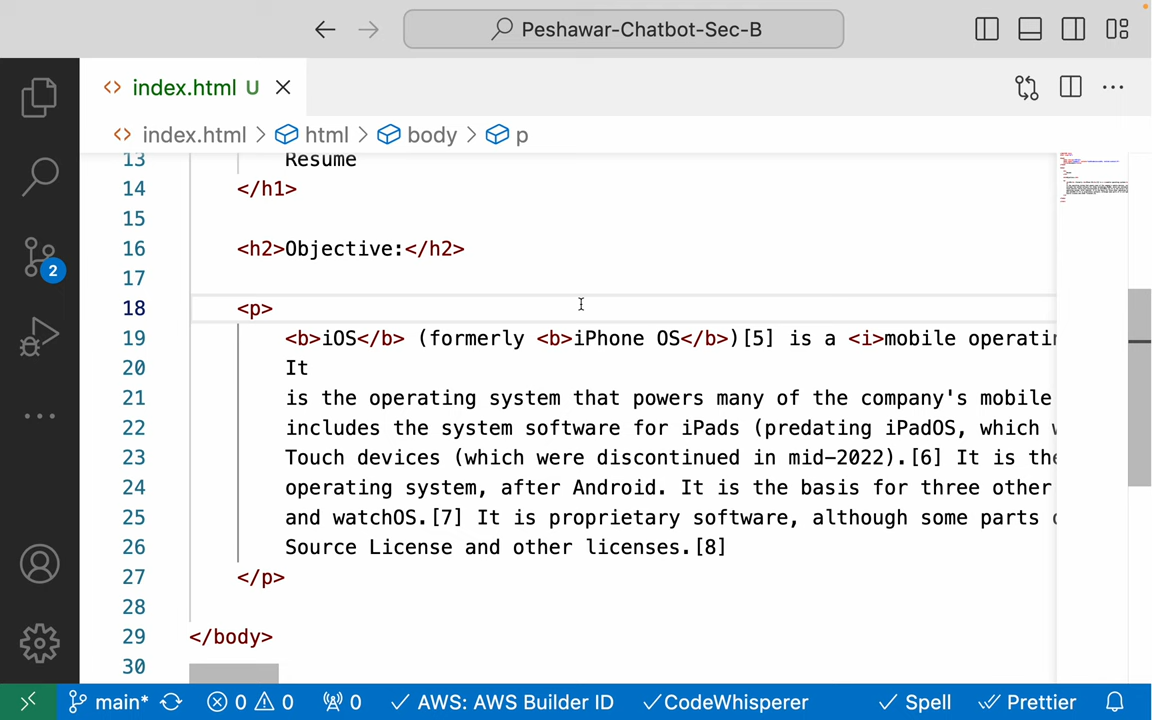 Peshawar-Chatbot-Sec-B
index.html U
index.html > html > body > p
13 Resume
14 </h1>
15
16 <h2>Objective:</h2>
17
18 <p>
19 <b>iOS</b> (formerly <b>iPhone OS</b>)[5] is a <i>mobile operatin
20 It
21 is the operating system that powers many of the company's mobile
22 includes the system software for iPads (predating iPadOS, which w
23 Touch devices (which were discontinued in mid-2022).[6] It is the
24 operating system, after Android. It is the basis for three other
25 and watchOS.[7] It is proprietary software, although some parts o
26 Source License and other licenses.[8]
27 </p>
28
29 </body>
30
2
main* 0 0 0 AWS: AWS Builder ID CodeWhisperer Spell Prettier